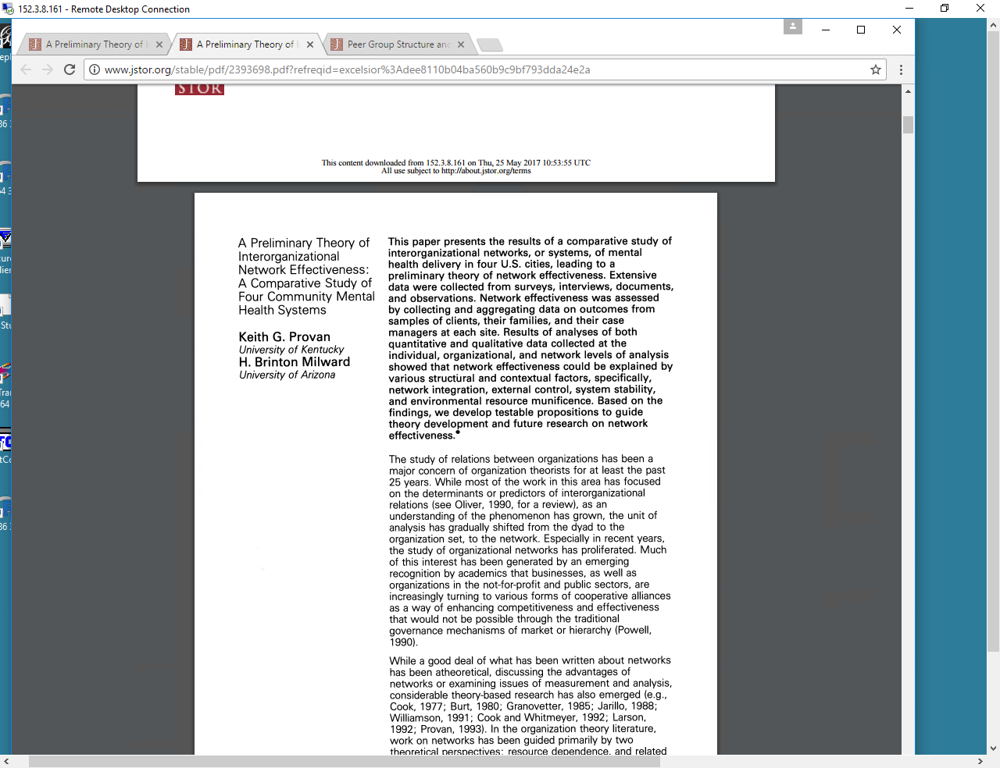 152.3.8.161 - Remote Desktop Connection
A Preliminary Theory of
A Preliminary Theory of
Peer Group Structure and
www.jstor.org/stable/pdf/2393698.pdf?refreqid=excelsior%3Adee8110b04ba560b9c9bf793dda24e2a
STOR
This content downloaded from 152.3.8.161 on Thu, 25 May 2017 10:53:55 UTC
All use subject to http://about.jstor.org/terms
A Preliminary Theory of
Interorganizational
Network Effectiveness:
A Comparative Study of
Four Community Mental
Health Systems
Keith G. Provan
University of Kentucky
H. Brinton Milward
University of Arizona
This paper presents the results of a comparative study of
interorganizational networks, or systems, of mental
health delivery in four U.S. cities, leading to a
preliminary theory of network effectiveness. Extensive
data were collected from surveys, interviews, documents,
and observations. Network effectiveness was assessed
by collecting and aggregating data on outcomes from
samples of clients, their families, and their case
managers at each site. Results of analyses of both
quantitative and qualitative data collected at the
individual, organizational, and network levels of analysis
showed that network effectiveness could be explained by
various structural and contextual factors, specifically,
network integration, external control, system stability,
and environmental resource munificence. Based on the
findings, we develop testable propositions to guide
theory development and future research on network
effectiveness.•
The study of relations between organizations has been a
major concern of organization theorists for at least the past
25 years. While most of the work in this area has focused
on the determinants or predictors of interorganizational
relations (see Oliver, 1990, for a review), as an
understanding of the phenomenon has grown, the unit of
analysis has gradually shifted from the dyad to the
organization set, to the network. Especially in recent years,
the study of organizational networks has proliferated. Much
of this interest has been generated by an emerging
recognition by academics that businesses, as well as
organizations in the not-for-profit and public sectors, are
increasingly turning to various forms of cooperative alliances
as a way of enhancing competitiveness and effectiveness
that would not be possible through the traditional
governance mechanisms of market or hierarchy (Powell,
1990).
While a good deal of what has been written about networks
has been atheoretical, discussing the advantages of
networks or examining issues of measurement and analysis,
considerable theory-based research has also emerged (e.g.,
Cook, 1977; Burt, 1980; Granovetter, 1985; Jarillo, 1988;
Williamson, 1991; Cook and Whitmeyer, 1992; Larson,
1992; Provan, 1993). In the organization theory literature,
work on networks has been guided primarily by two
theoretical perspectives: resource dependence, and related